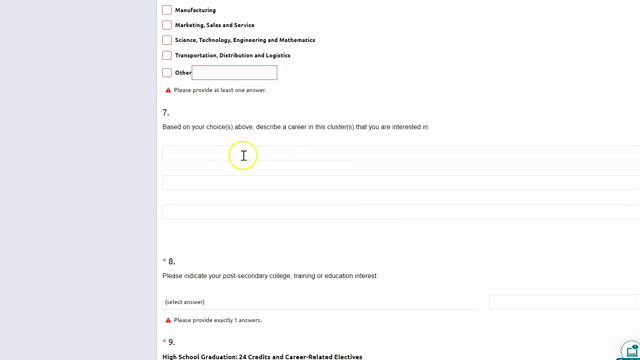 Manufacturing
Marketing, Sales and Service
Science, Technology, Engineering and Mathematics
Transportation, Distribution and Logistics
Other
Please provide at least one answer.
7.
Based on your choice(s) above, describe a career in this cluster(s) that you are interested in:
* 8.
Please indicate your post-secondary college, training or education interest:
(select answer)
Please provide exactly 1 answers.
* 9.
High School Graduation: 24 Credits and Career-Related Electives